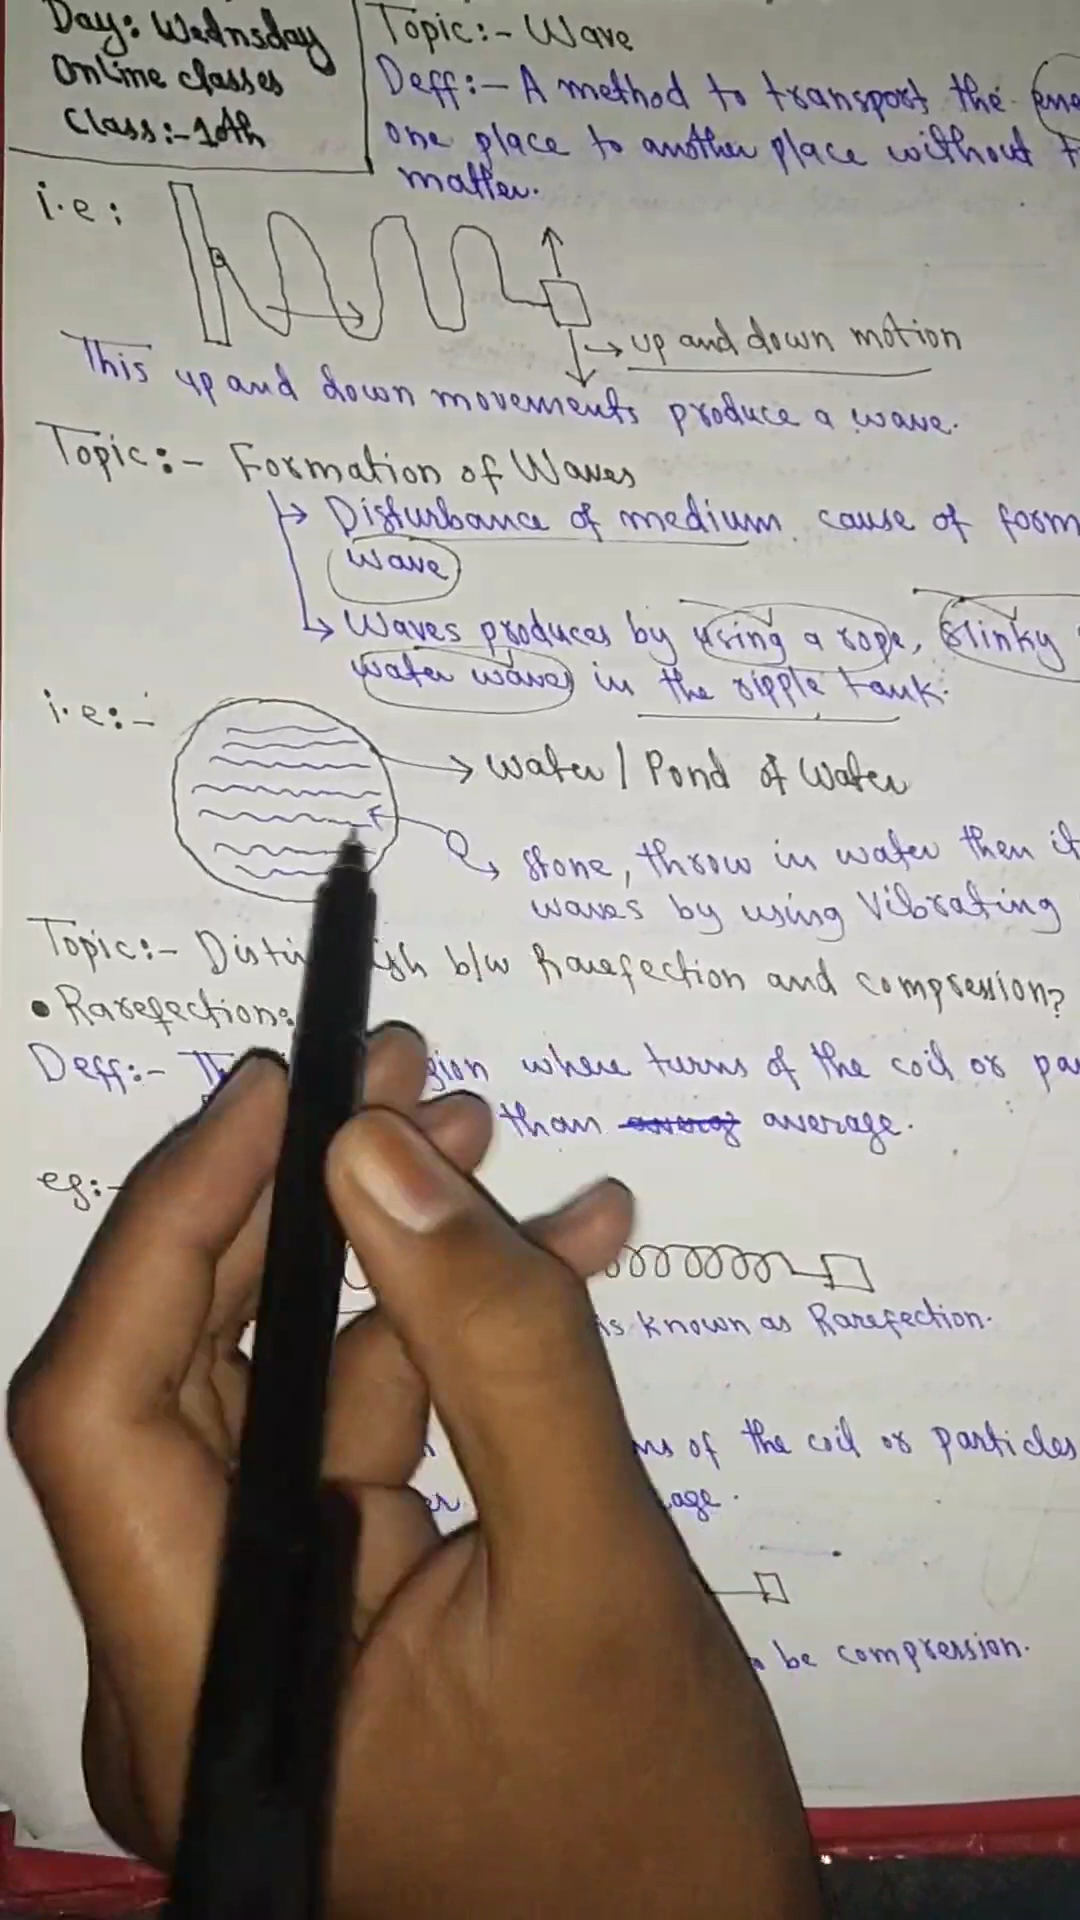 Day: Wednsday
Online classes
Class:-10th
Topic:- Wave
Deff:- A method to transport the
one place to another place without
matter.
i.e:
up and down motion
This up and down movements produce a wave.
Topic:- Formation of Waves
Disturbance of medium cause of form
wave
Waves produces by using a rope, slinky
water waves in the ripple tank.
i.e:-
Water / Pond of Water
Stone, throw in water then it
waves by using Vibrating
Topic:- b/w Rarefection and compression?
• Rarefection:
Deff:- where turns of the coil or
than average.
eg:-
is known as Rarefection.
of the coil or particles
be compression.